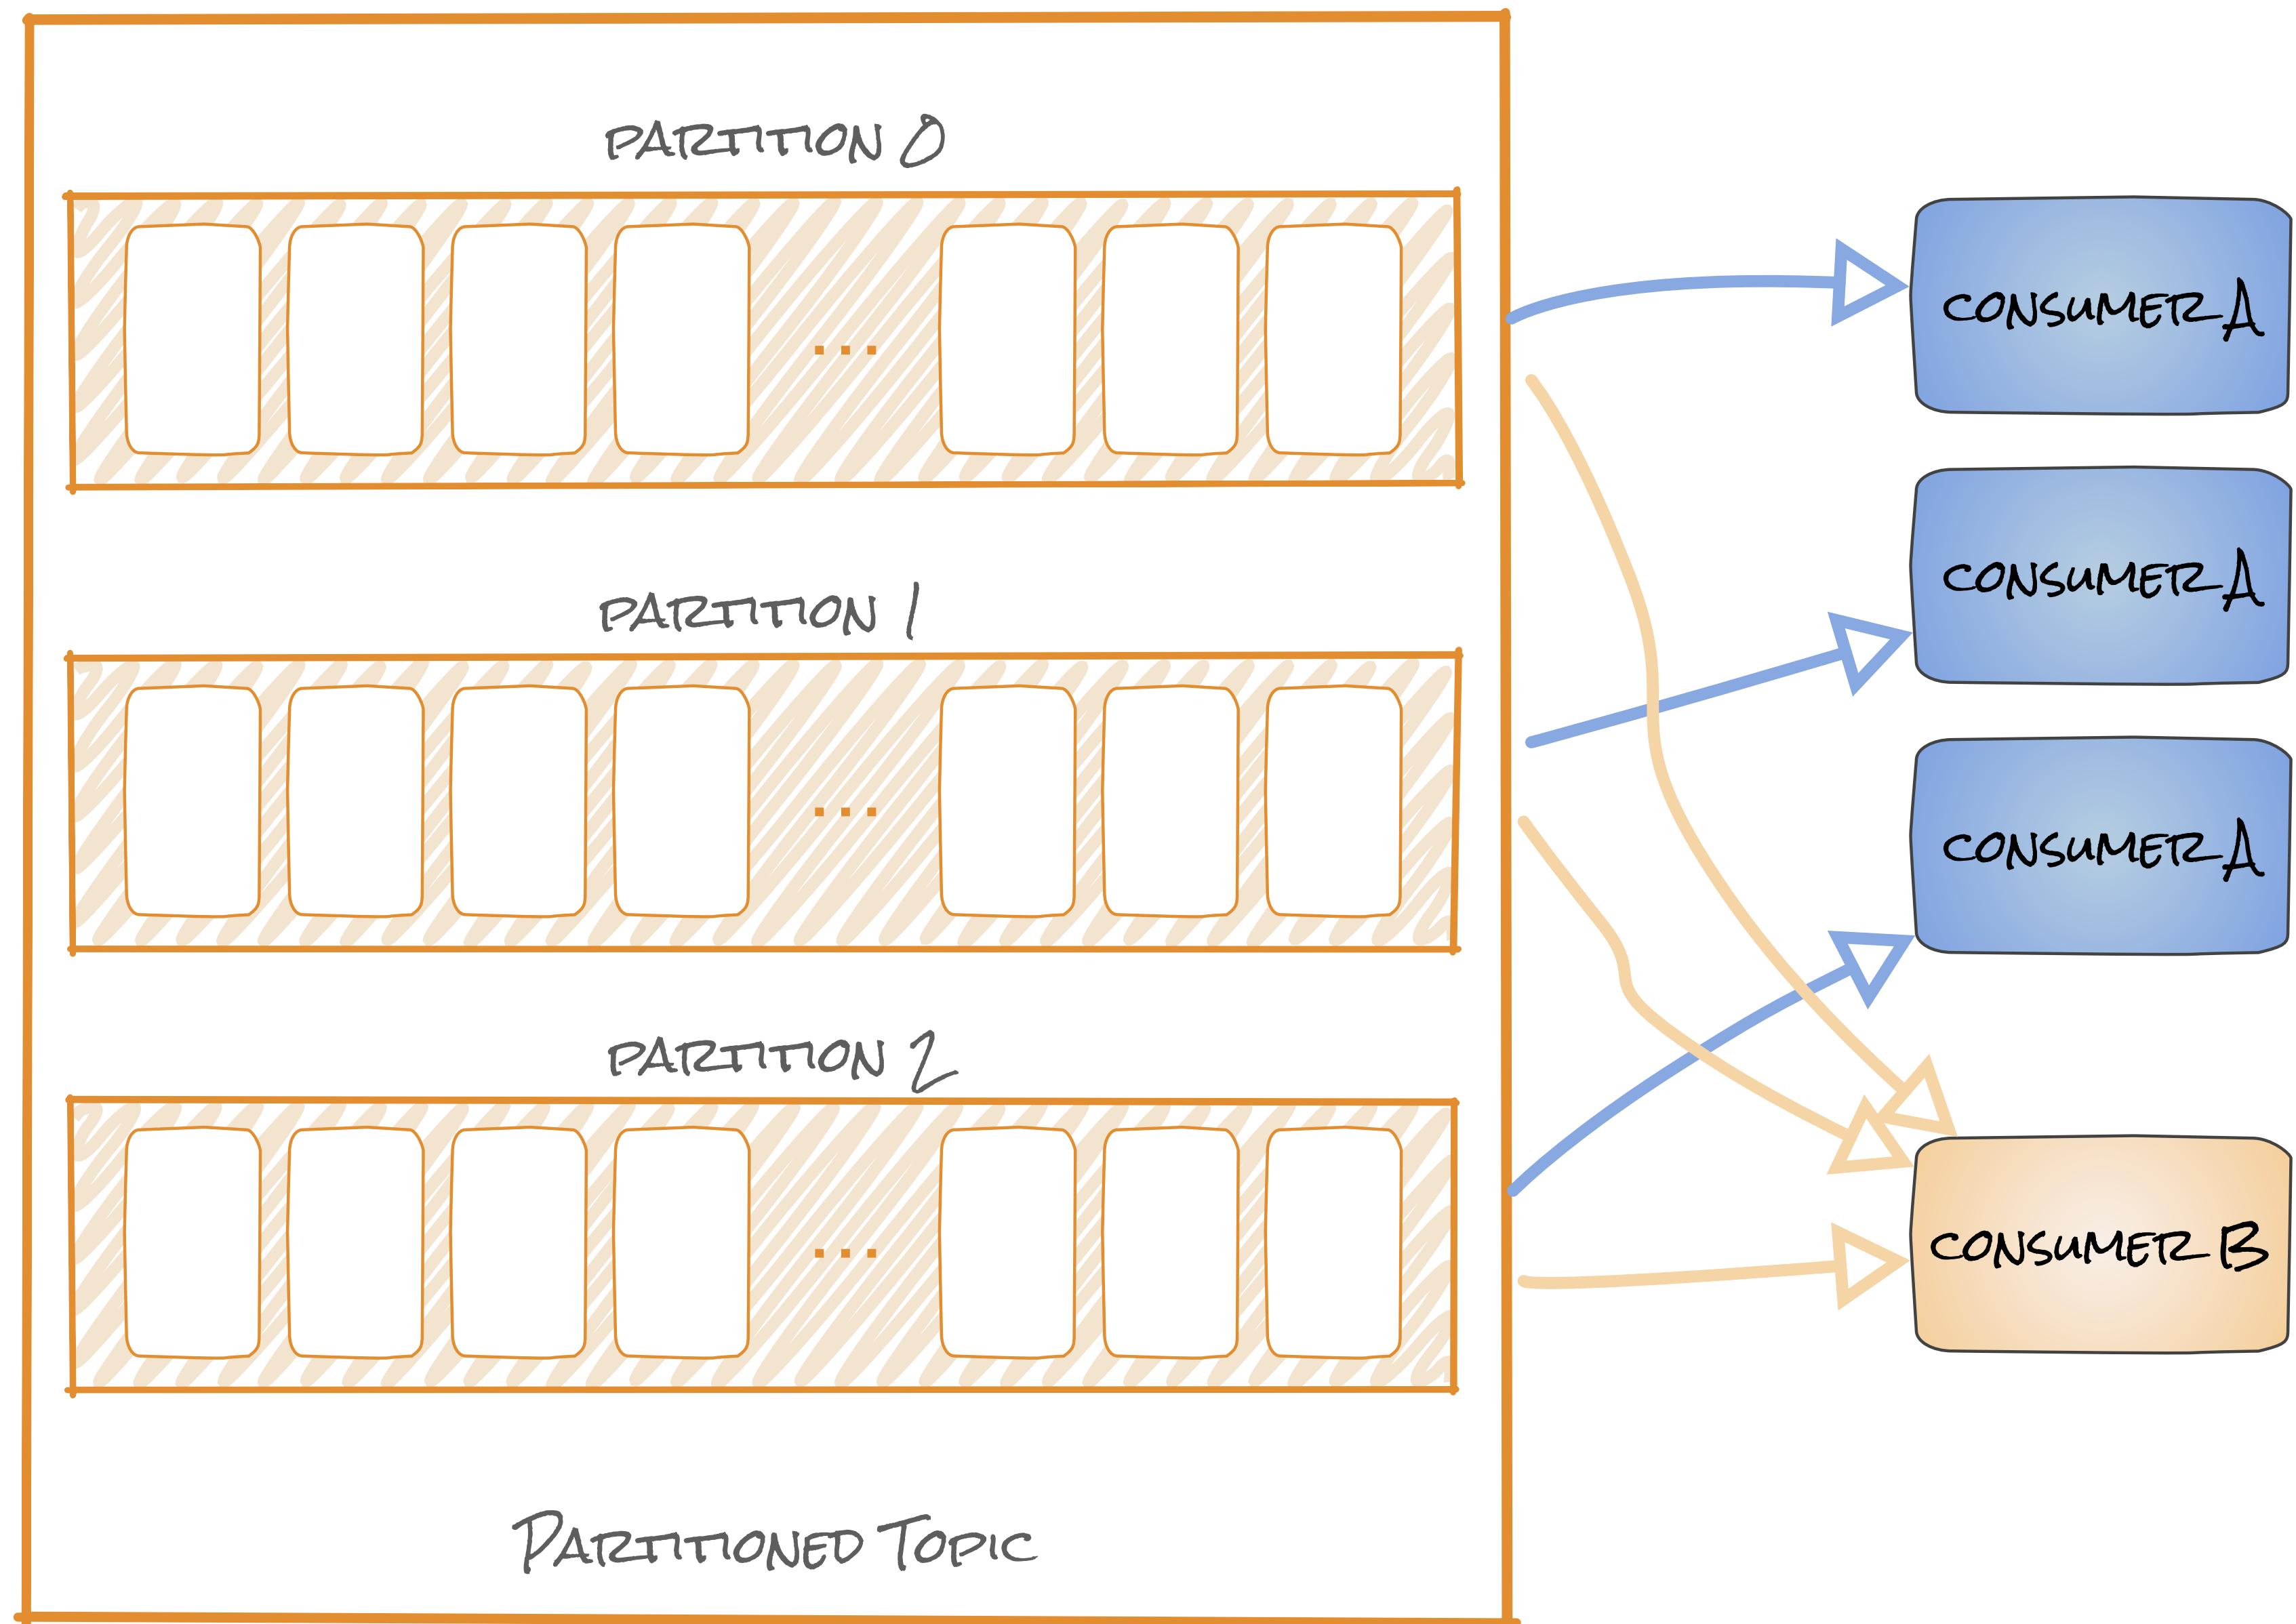 PARTITION 0
...
CONSUMER A
PARTITION 1
...
CONSUMER A
CONSUMER A
PARTITION 2
...
CONSUMER B
PARTITIONED TOPIC